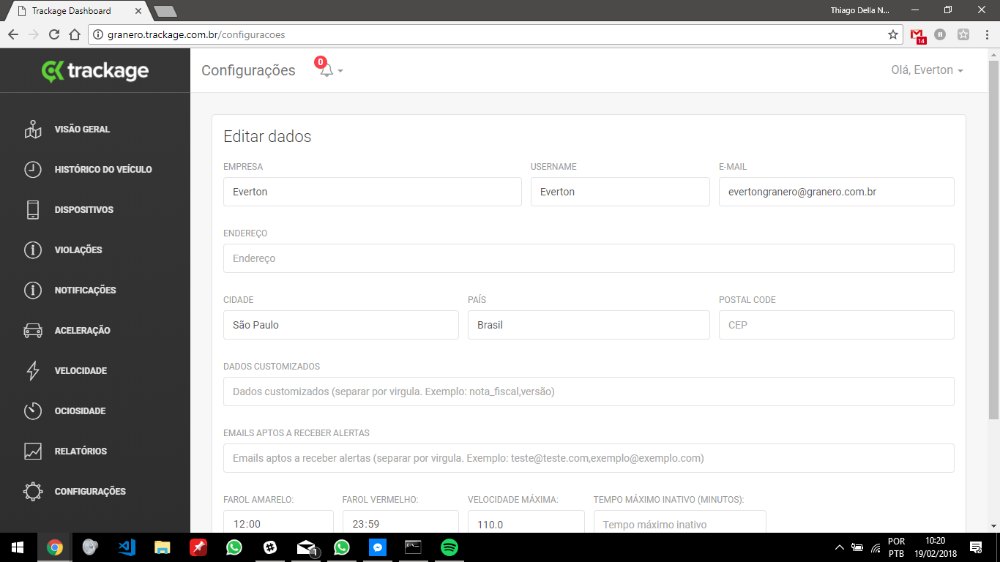 Trackage Dashboard
Thiago Della N...
granero.trackage.com.br/configuracoes
14
trackage
Configurações
0
Olá, Everton
VISÃO GERAL
HISTÓRICO DO VEÍCULO
DISPOSITIVOS
VIOLAÇÕES
NOTIFICAÇÕES
ACELERAÇÃO
VELOCIDADE
OCIOSIDADE
RELATÓRIOS
CONFIGURAÇÕES
Editar dados
EMPRESA USERNAME E-MAIL
Everton Everton evertongranero@granero.com.br
ENDEREÇO
Endereço
CIDADE PAÍS POSTAL CODE
São Paulo Brasil CEP
DADOS CUSTOMIZADOS
Dados customizados (separar por virgula. Exemplo: nota_fiscal,versão)
EMAILS APTOS A RECEBER ALERTAS
Emails aptos a receber alertas (separar por virgula. Exemplo: teste@teste.com,exemplo@exemplo.com)
FAROL AMARELO: FAROL VERMELHO: VELOCIDADE MÁXIMA: TEMPO MÁXIMO INATIVO (MINUTOS):
12:00 23:59 110.0 Tempo máximo inativo
1
POR
PTB
10:20
19/02/2018